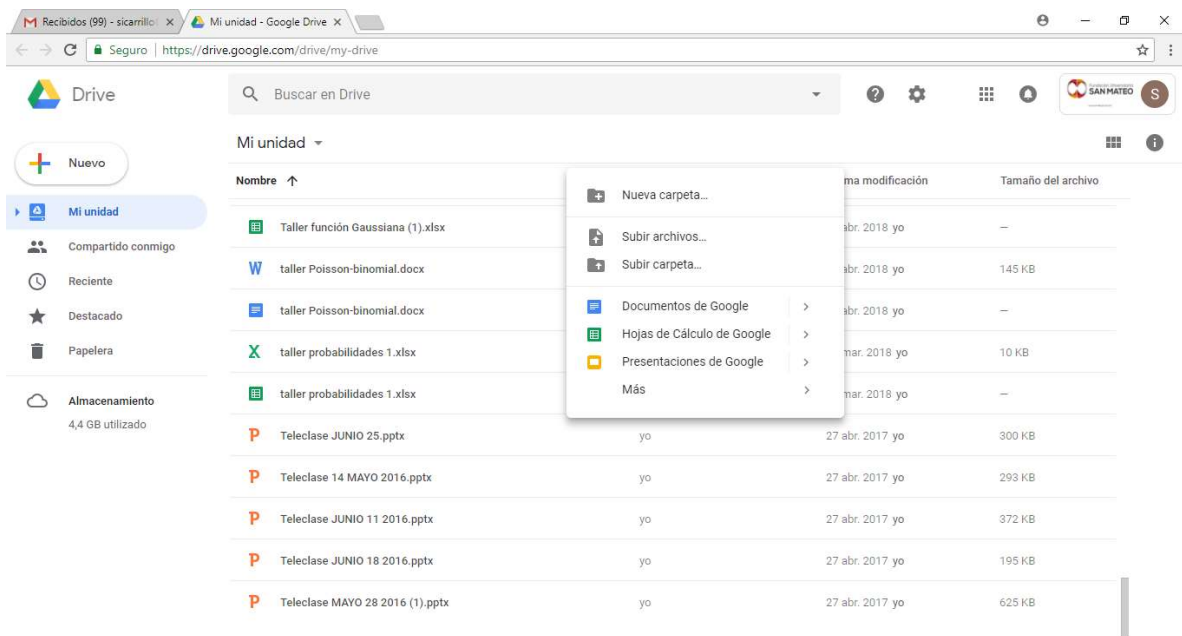 Recibidos (99) - sicarrillo
Mi unidad - Google Drive
Seguro | https://drive.google.com/drive/my-drive
Drive
Buscar en Drive
SAN MATEO
S
Nuevo
Mi unidad
Compartido conmigo
Reciente
Destacado
Papelera
Almacenamiento
4,4 GB utilizado
Mi unidad
Nombre ma modificación Tamaño del archivo
Taller función Gaussiana (1).xlsx abr. 2018 yo –
taller Poisson-binomial.docx abr. 2018 yo 145 KB
taller Poisson-binomial.docx abr. 2018 yo –
taller probabilidades 1.xlsx mar. 2018 yo 10 KB
taller probabilidades 1.xlsx mar. 2018 yo –
Teleclase JUNIO 25.pptx yo 27 abr. 2017 yo 300 KB
Teleclase 14 MAYO 2016.pptx yo 27 abr. 2017 yo 293 KB
Teleclase JUNIO 11 2016.pptx yo 27 abr. 2017 yo 372 KB
Teleclase JUNIO 18 2016.pptx yo 27 abr. 2017 yo 195 KB
Teleclase MAYO 28 2016 (1).pptx yo 27 abr. 2017 yo 625 KB
Nueva carpeta...
Subir archivos...
Subir carpeta...
Documentos de Google
Hojas de Cálculo de Google
Presentaciones de Google
Más